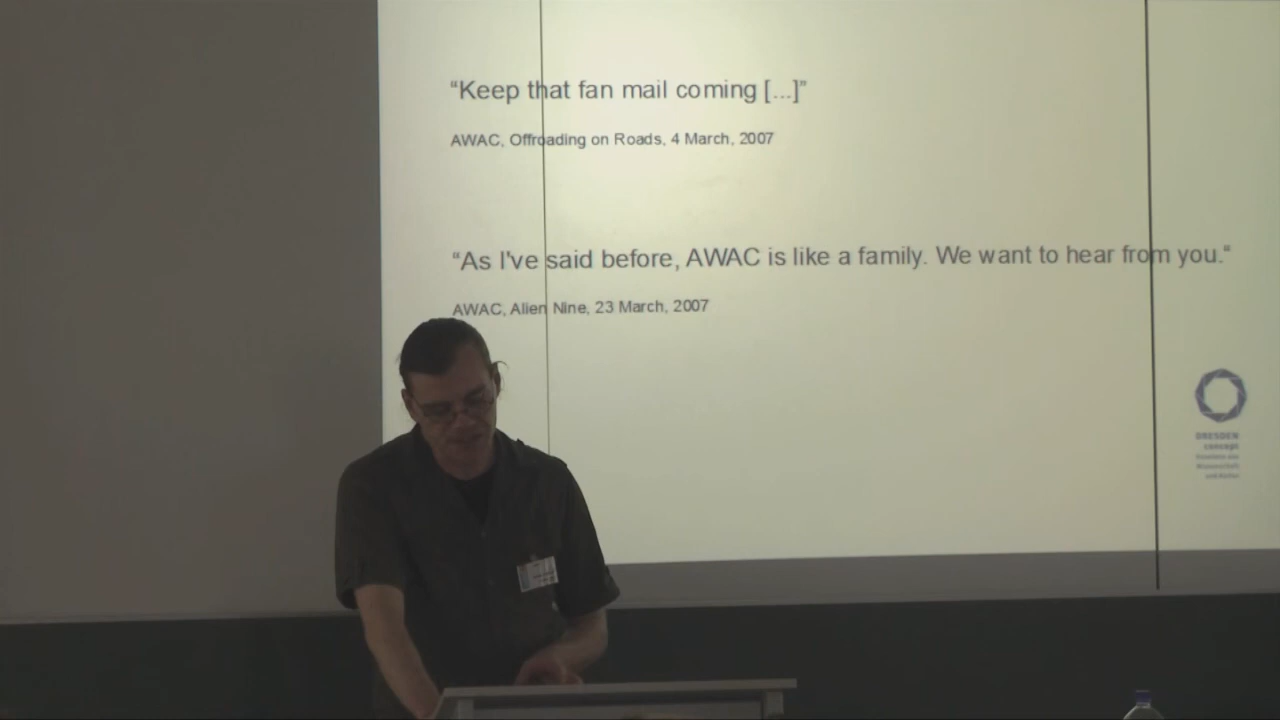 “Keep that fan mail coming [...]”
AWAC, Offroading on Roads, 4 March, 2007
“As I've said before, AWAC is like a family. We want to hear from you.“
AWAC, Alien Nine, 23 March, 2007
DRESDEN
concept